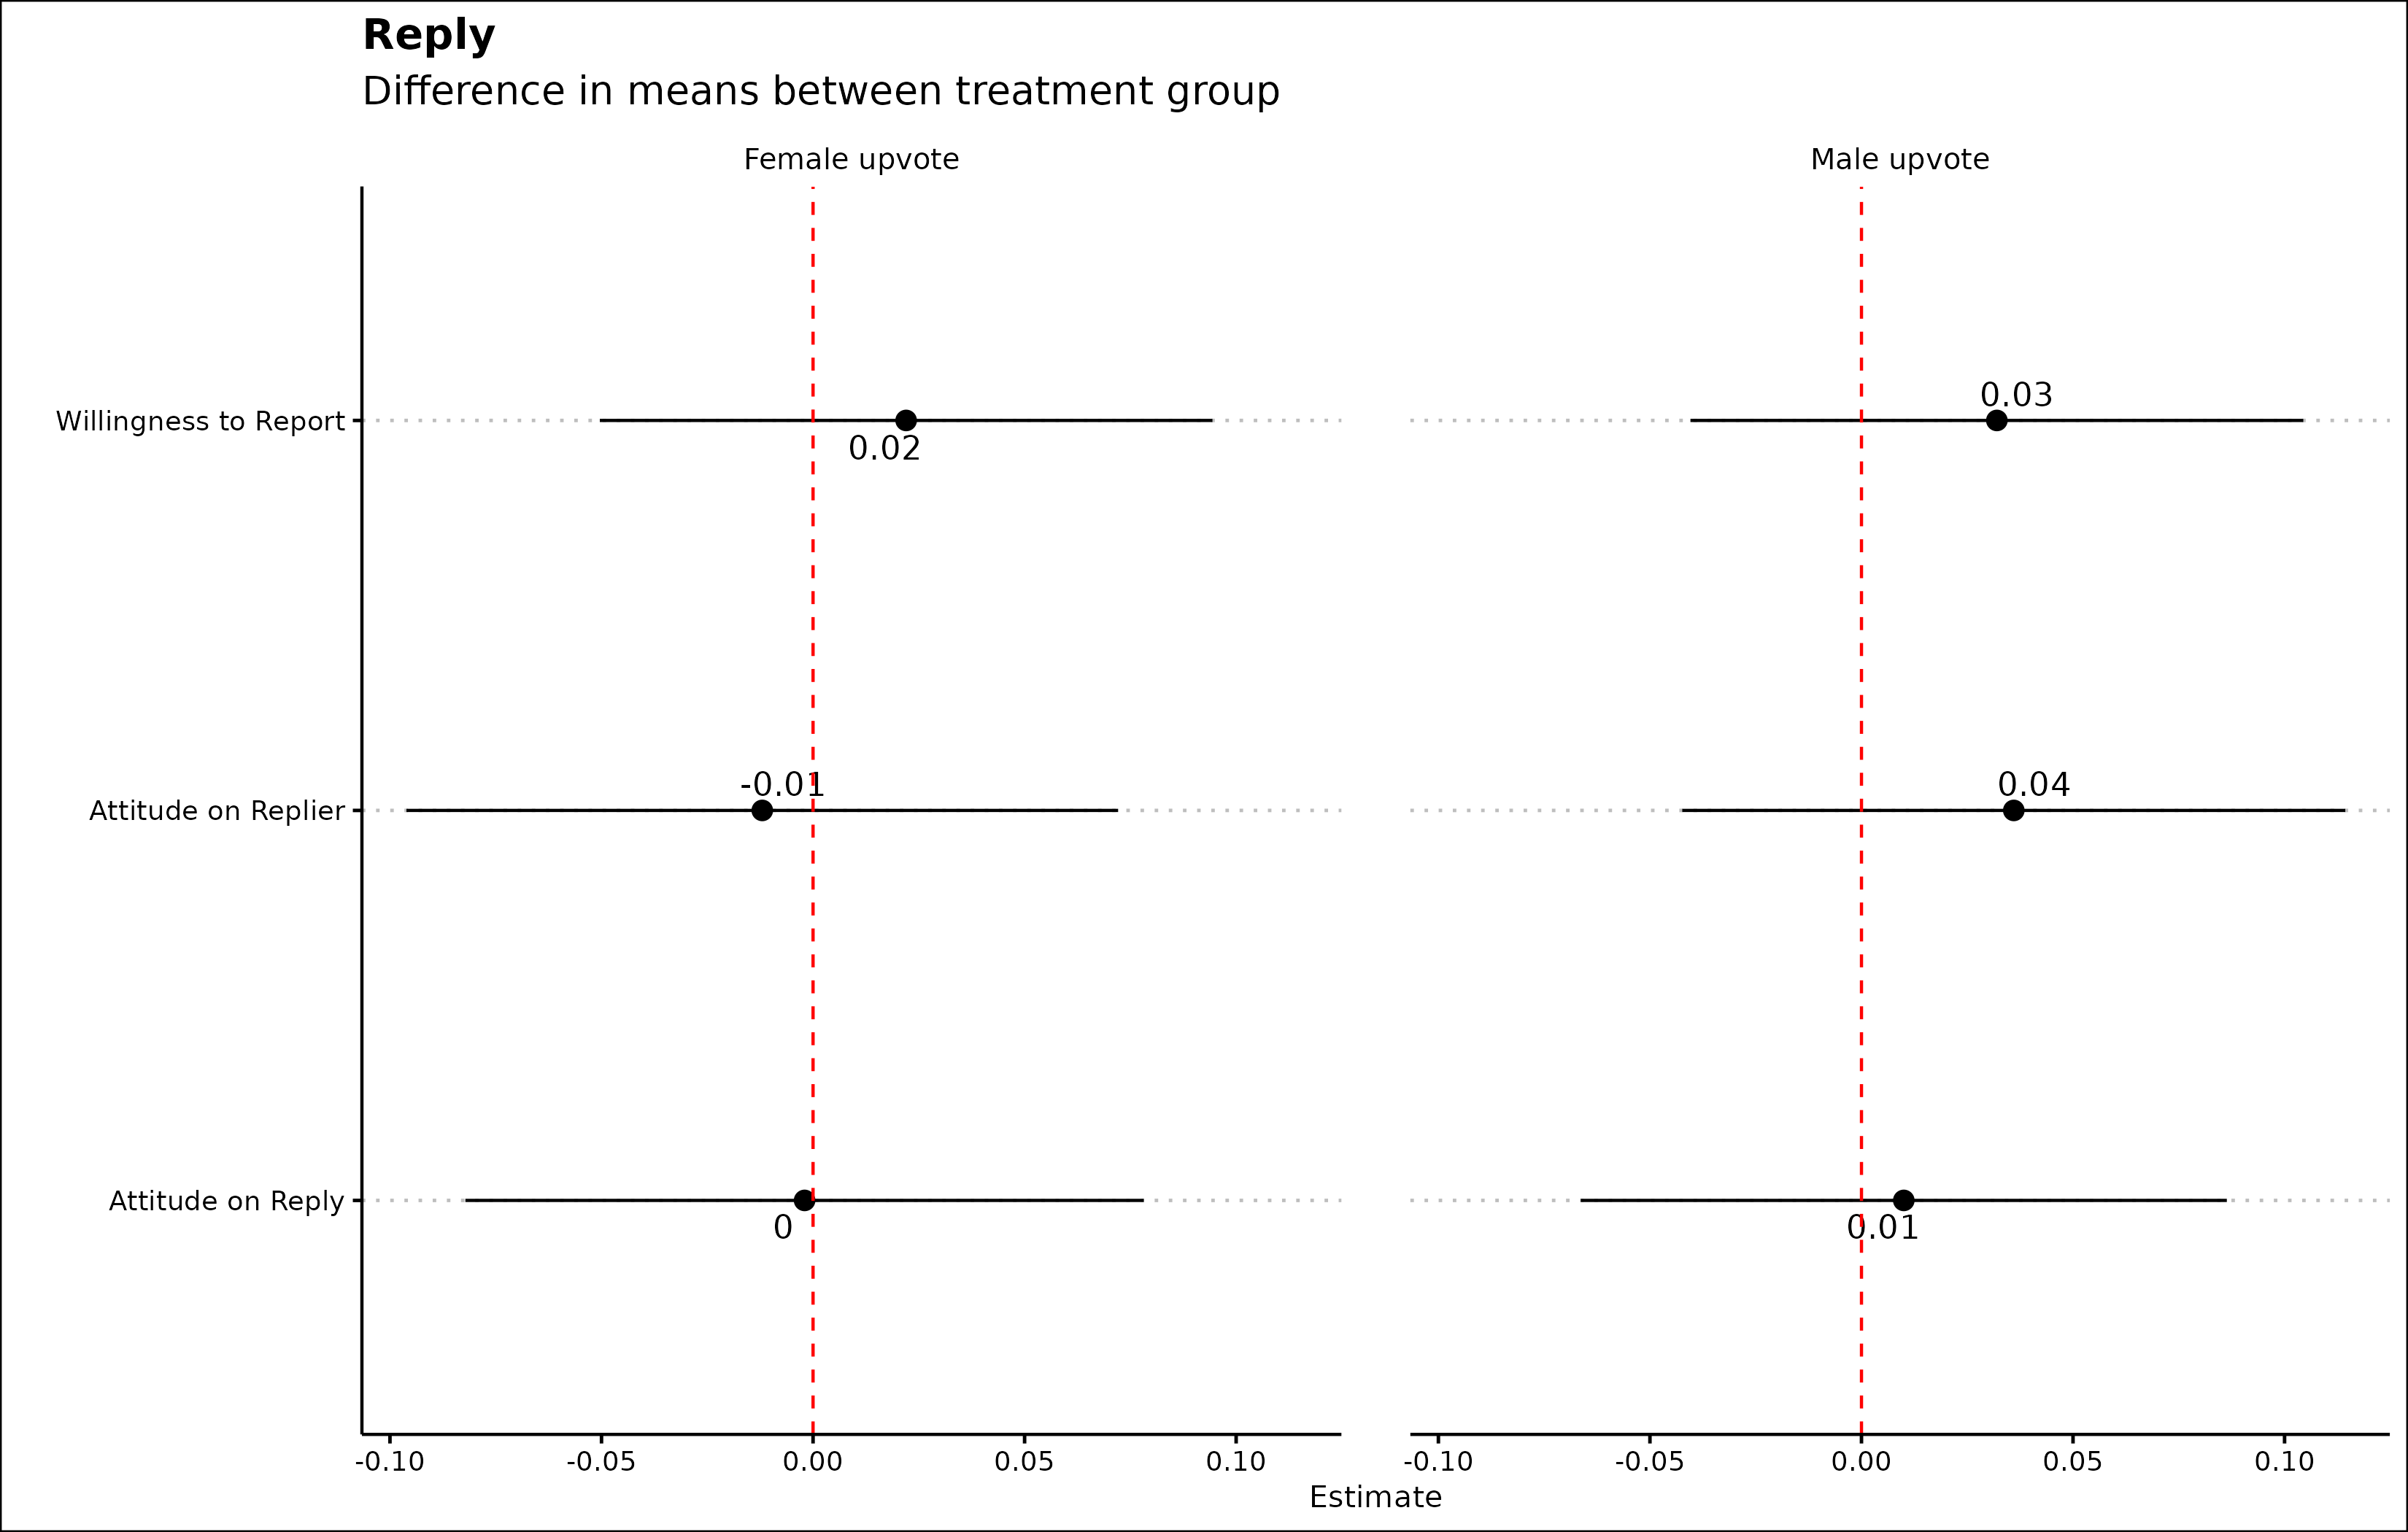 Reply
Difference in means between treatment group
Female upvote
Male upvote
Willingness to Report
0.02
0.03
Attitude on Replier
-0.01
0.04
Attitude on Reply
0
0.01
-0.10 -0.05 0.00 0.05 0.10
-0.10 -0.05 0.00 0.05 0.10
Estimate